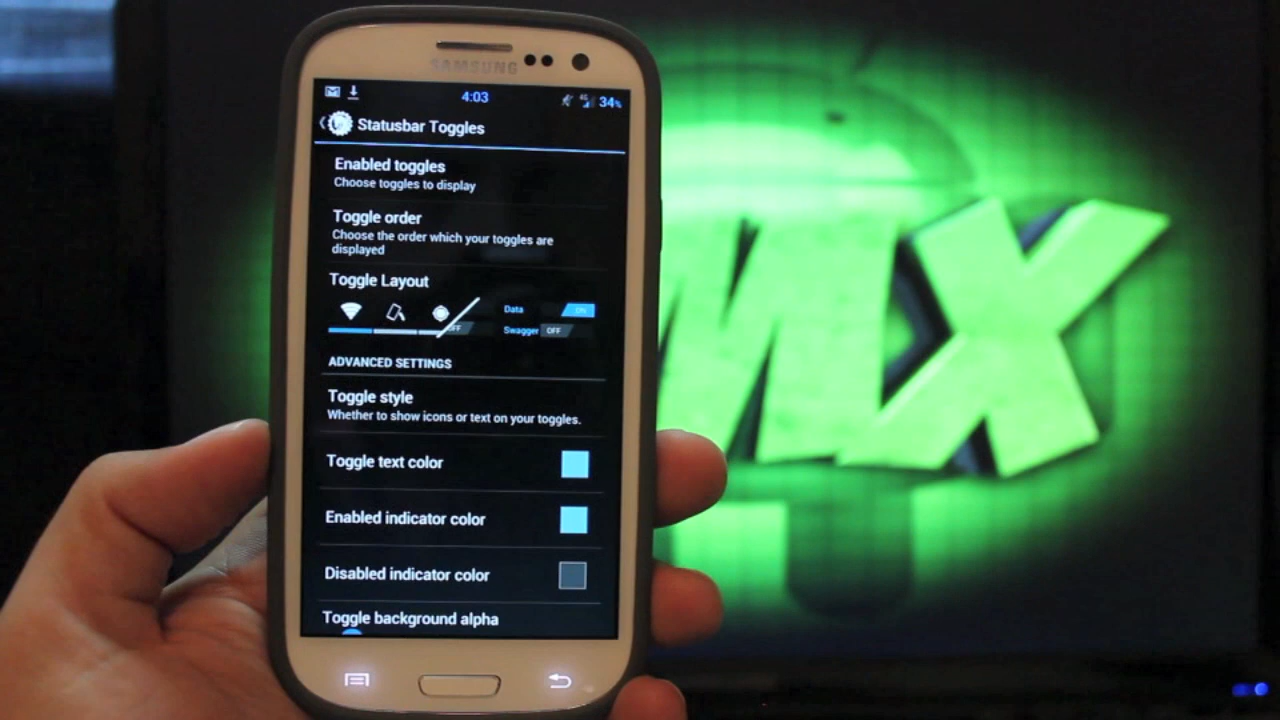 SAMSUNG
4:03
4G
34%
Statusbar Toggles
Enabled toggles
Choose toggles to display
Toggle order
Choose the order which your toggles are
displayed
Toggle Layout
Data ON
OFF Swagger OFF
ADVANCED SETTINGS
Toggle style
Whether to show icons or text on your toggles.
Toggle text color
Enabled indicator color
Disabled indicator color
Toggle background alpha
MX